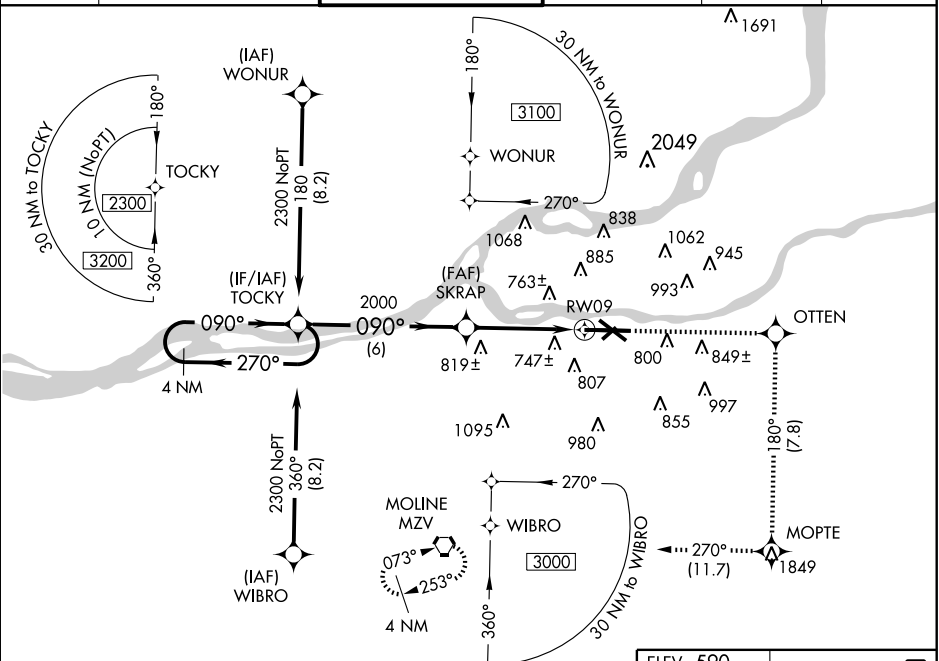 1691
(IAF)
WONUR
180°
30 NM to WONUR
3100
WONUR
270°
2049
30 NM to TOCKY
10 NM (NoPT)
180°
TOCKY
2300
3200
360°
2300 NoPT
180
(8.2)
1068
838
885
1062
945
993
763±
(IF/IAF)
TOCKY
2000
090°
(6)
(FAF)
SKRAP
RW09
OTTEN
090°
270°
4 NM
819±
747±
807
800
849±
997
855
1095
980
180°
(7.8)
2300 NoPT
360°
(8.2)
(IAF)
WIBRO
MOLINE
MZV
073°
253°
4 NM
270°
WIBRO
3000
30 NM to WIBRO
360°
MOPTE
270°
(11.7)
1849
ELEV 590